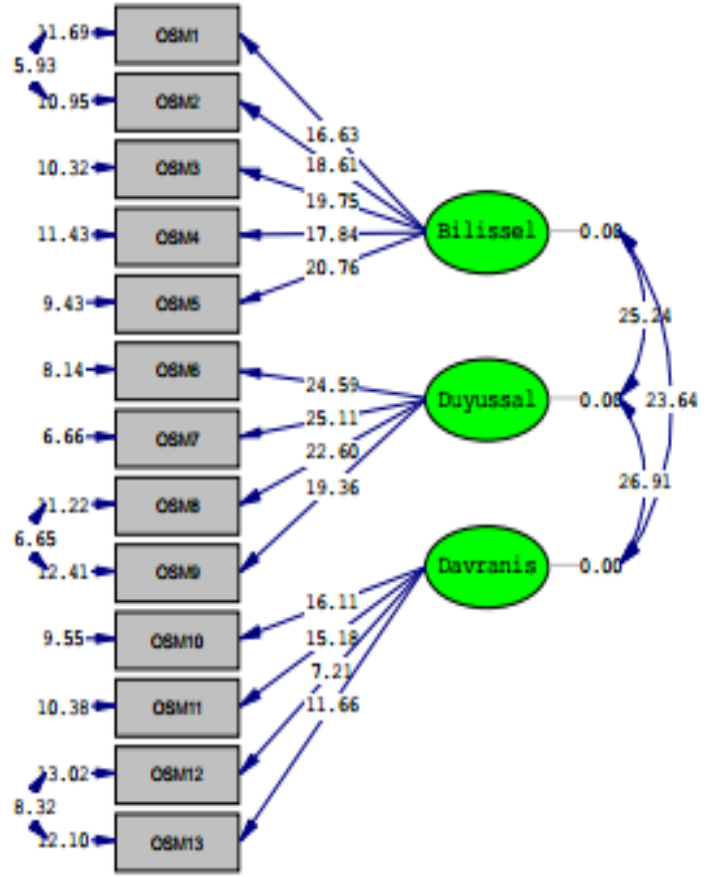 11.69 OSM1
5.93
10.95 OSM2
16.63
10.32 OSM3
18.61
19.75
11.43 OSM4
17.84
Bilissel 0.00
20.76
9.43 OSM5
25.24
8.14 OSM6
24.59
Duyussal 0.00
23.64
25.11
6.66 OSM7
22.60
19.36
26.91
11.22 OSM8
6.65
12.41 OSM9
Davranis 0.00
16.11
9.55 OSM10
15.18
7.21
10.38 OSM11
11.66
13.02 OSM12
8.32
12.10 OSM13